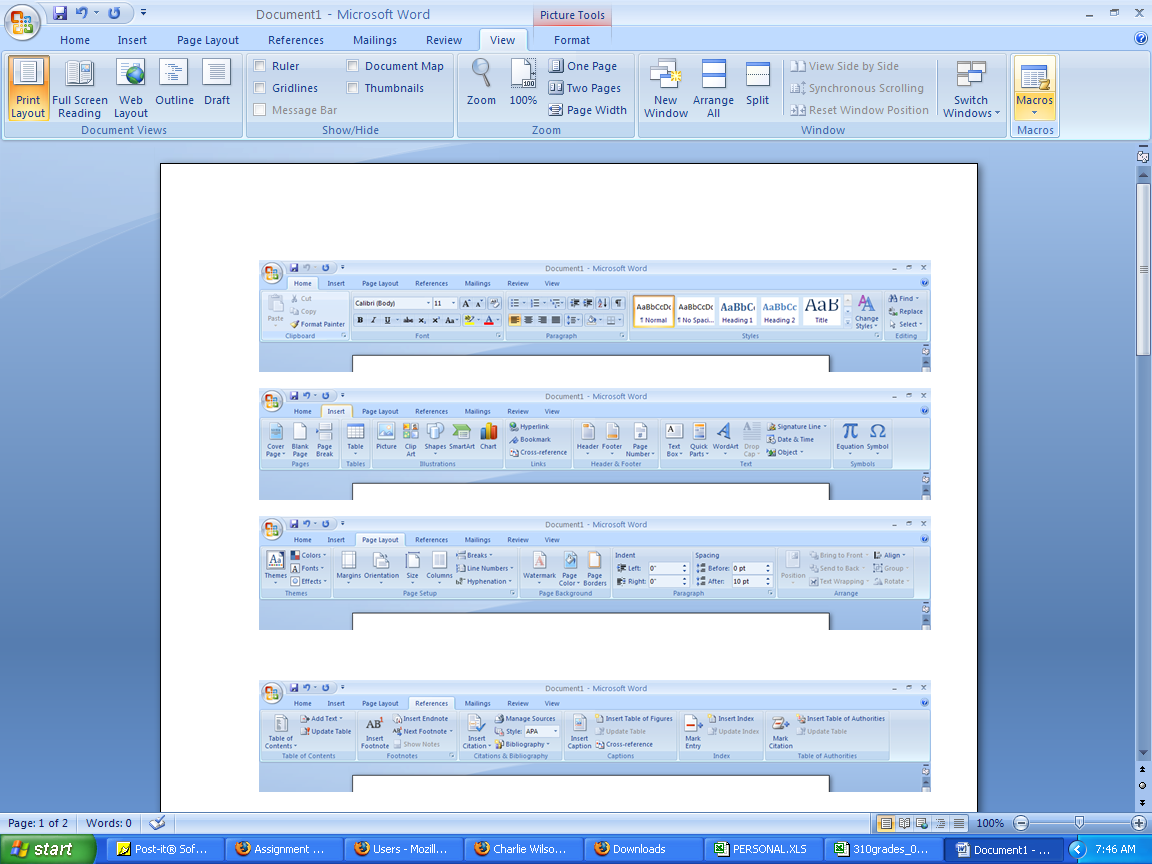 Document1 - Microsoft Word
Picture Tools
Home Insert Page Layout References Mailings Review View Format
Print Layout
Full Screen Reading
Web Layout
Outline
Draft
Document Views
Ruler
Gridlines
Message Bar
Document Map
Thumbnails
Show/Hide
Zoom
100%
One Page
Two Pages
Page Width
Zoom
New Window
Arrange All
Split
View Side by Side
Synchronous Scrolling
Reset Window Position
Window
Switch Windows
Macros
Macros
Document1 - Microsoft Word
Home Insert Page Layout References Mailings Review View
Paste
Cut
Copy
Format Painter
Clipboard
Calibri (Body) 11
Font
Paragraph
AaBbCcDc AaBbCcDc AaBbC AaBbCc AaB
¶ Normal ¶ No Spaci... Heading 1 Heading 2 Title
Change Styles
Styles
Find
Replace
Select
Editing
Document1 - Microsoft Word
Home Insert Page Layout References Mailings Review View
Cover Page
Blank Page
Page Break
Pages
Table
Tables
Picture
Clip Art
Shapes
SmartArt
Chart
Illustrations
Hyperlink
Bookmark
Cross-reference
Links
Header
Footer
Page Number
Header & Footer
Text Box
Quick Parts
WordArt
Drop Cap
Signature Line
Date & Time
Object
Text
Equation
Symbol
Symbols
Document1 - Microsoft Word
Home Insert Page Layout References Mailings Review View
Themes
Colors
Fonts
Effects
Themes
Margins
Orientation
Size
Columns
Breaks
Line Numbers
Hyphenation
Page Setup
Watermark
Page Color
Page Borders
Page Background
Indent
Left: 0"
Right: 0"
Spacing
Before: 0 pt
After: 10 pt
Paragraph
Position
Bring to Front
Send to Back
Text Wrapping
Align
Group
Rotate
Arrange
Document1 - Microsoft Word
Home Insert Page Layout References Mailings Review View
Table of Contents
Add Text
Update Table
Table of Contents
AB¹
Insert Footnote
Insert Endnote
Next Footnote
Show Notes
Footnotes
Insert Citation
Manage Sources
Style: APA
Bibliography
Citations & Bibliography
Insert Caption
Insert Table of Figures
Update Table
Cross-reference
Captions
Mark Entry
Insert Index
Update Index
Index
Mark Citation
Insert Table of Authorities
Update Table
Table of Authorities
Page: 1 of 2 Words: 0 100%
start
Post-it® Sof...
Assignment ...
Users - Mozill...
Charlie Wilso...
Downloads
PERSONAL.XLS
310grades_0...
Document1 - ...
7:46 AM